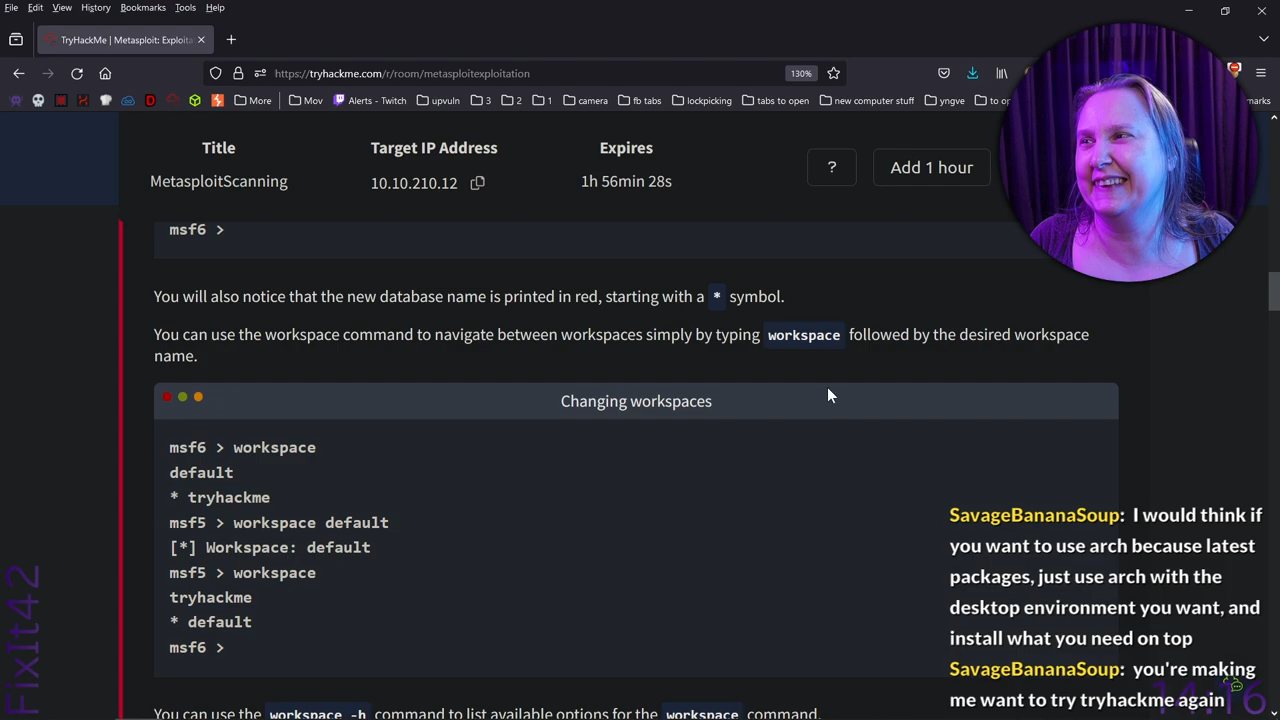 File Edit View History Bookmarks Tools Help
TryHackMe | Metasploit: Exploita
https://tryhackme.com/r/room/metasploitexploitation 130%
More Mov Alerts - Twitch upvuln 3 2 1 camera fb tabs lockpicking tabs to open new computer stuff yngve to op
Title Target IP Address Expires
MetasploitScanning 10.10.210.12 1h 56min 28s ? Add 1 hour
msf6 >
You will also notice that the new database name is printed in red, starting with a * symbol.
You can use the workspace command to navigate between workspaces simply by typing workspace followed by the desired workspace
name.
Changing workspaces
msf6 > workspace
default
* tryhackme
msf5 > workspace default
[*] Workspace: default
msf5 > workspace
tryhackme
* default
msf6 >
You can use the workspace -h command to list available options for the workspace command.
SavageBananaSoup: I would think if
you want to use arch because latest
packages, just use arch with the
desktop environment you want, and
install what you need on top
SavageBananaSoup: you're making
me want to try tryhackme again
FixIt42
14:16